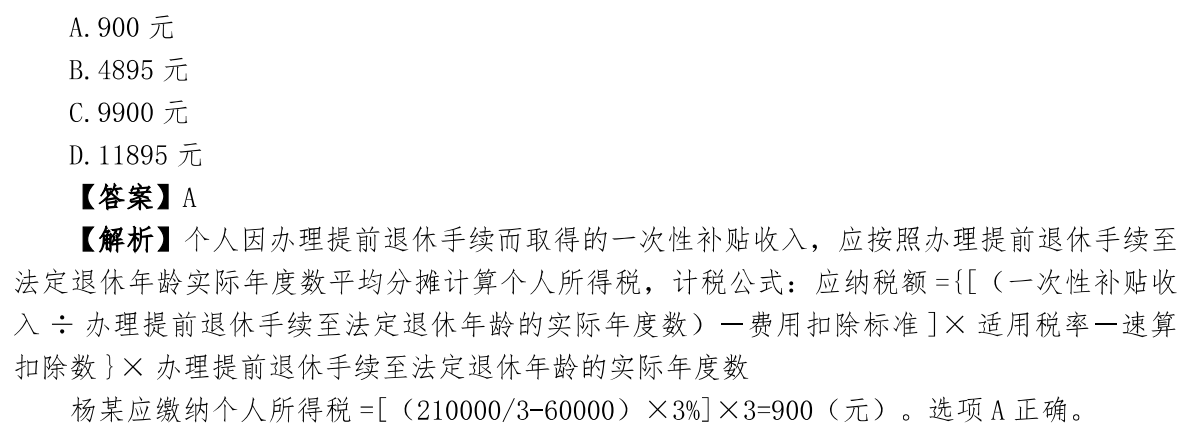 A.900 元
B.4895 元
C.9900 元
D.11895 元
【答案】A
【解析】个人因办理提前退休手续而取得的一次性补贴收入，应按照办理提前退休手续至
法定退休年龄实际年度数平均分摊计算个人所得税，计税公式：应纳税额={[（一次性补贴收
入÷办理提前退休手续至法定退休年龄的实际年度数）－费用扣除标准]×适用税率－速算
扣除数}×办理提前退休手续至法定退休年龄的实际年度数
杨某应缴纳个人所得税=[（210000/3-60000）×3%]×3=900（元）。选项A正确。